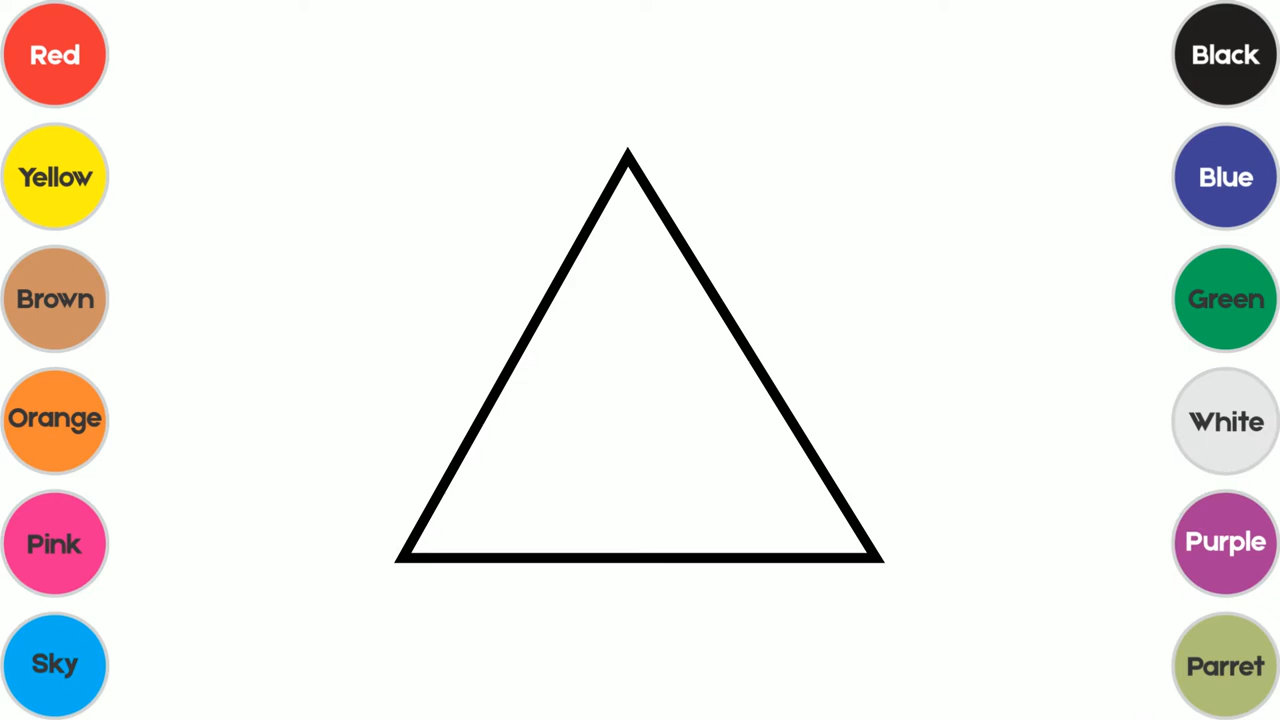 Red
Yellow
Brown
Orange
Pink
Sky
Black
Blue
Green
White
Purple
Parret